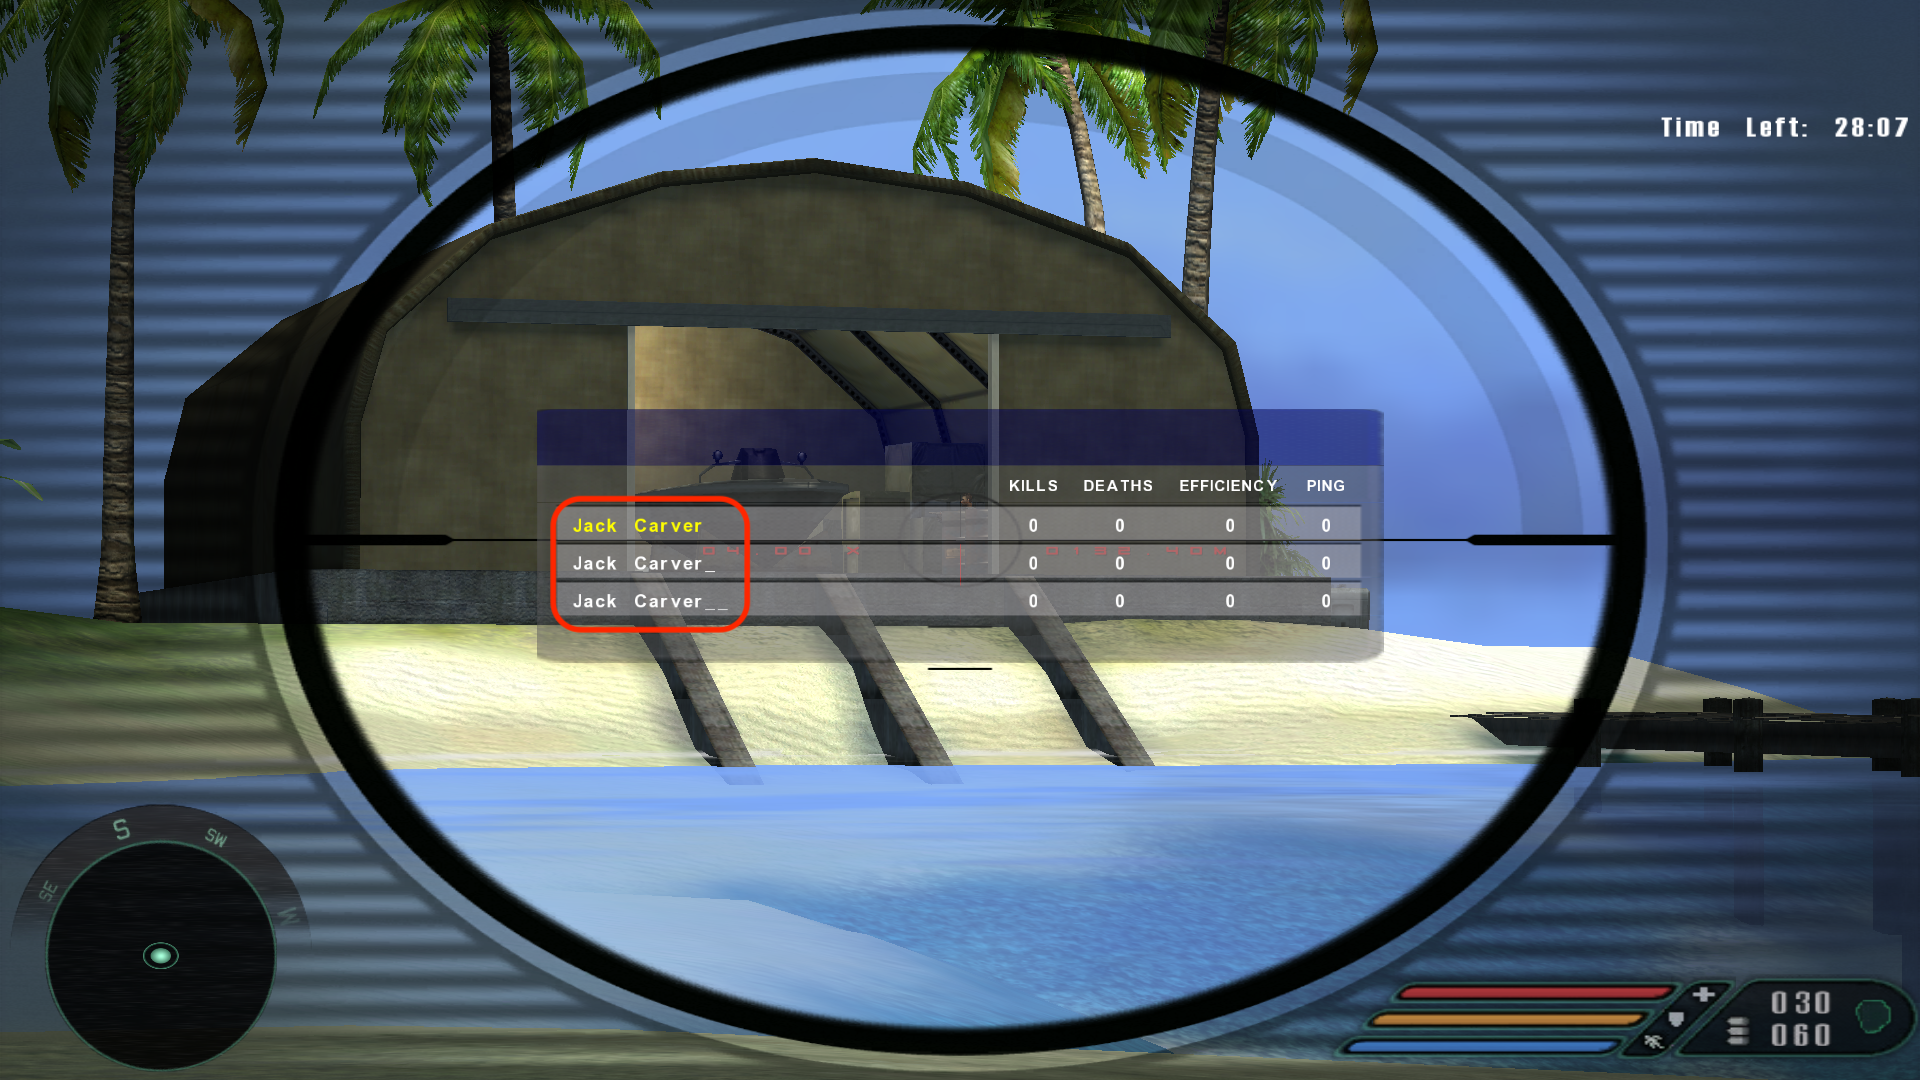 Time Left: 28:07
KILLS DEATHS EFFICIENCY PING
Jack Carver 0 0 0 0
Jack Carver_ 0 0 0 0
Jack Carver__ 0 0 0 0
S
SW
SE
W
030
060